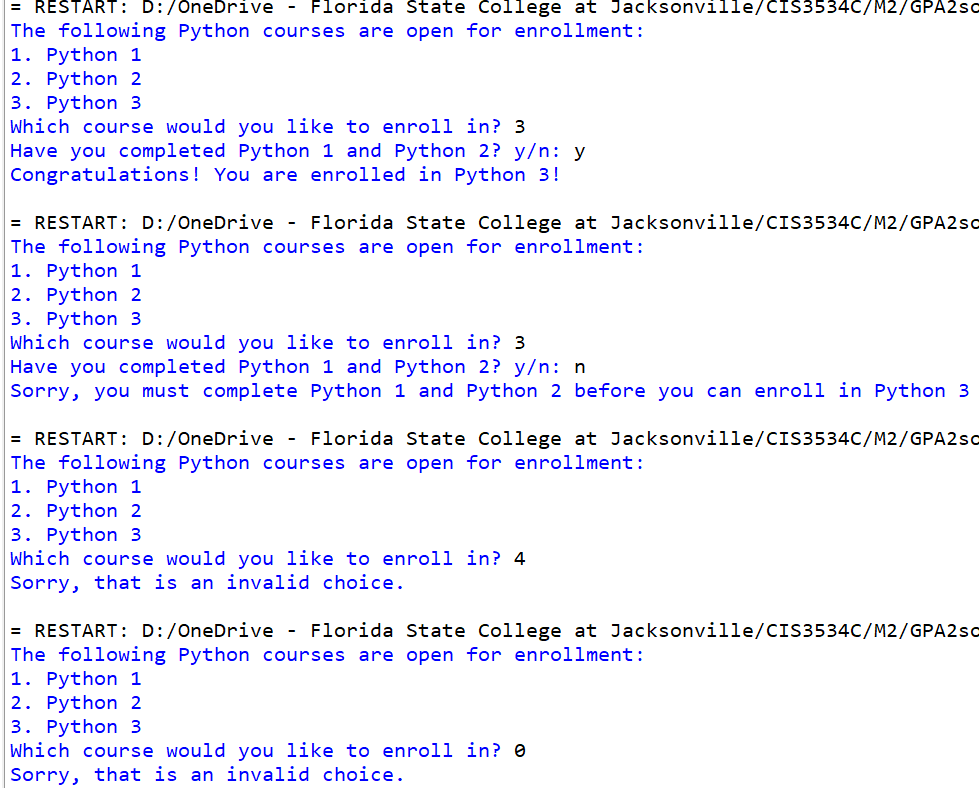 = RESTART: D:/OneDrive - Florida State College at Jacksonville/CIS3534C/M2/GPA2so
The following Python courses are open for enrollment:
1. Python 1
2. Python 2
3. Python 3
Which course would you like to enroll in? 3
Have you completed Python 1 and Python 2? y/n: y
Congratulations! You are enrolled in Python 3!
= RESTART: D:/OneDrive - Florida State College at Jacksonville/CIS3534C/M2/GPA2so
The following Python courses are open for enrollment:
1. Python 1
2. Python 2
3. Python 3
Which course would you like to enroll in? 3
Have you completed Python 1 and Python 2? y/n: n
Sorry, you must complete Python 1 and Python 2 before you can enroll in Python 3
= RESTART: D:/OneDrive - Florida State College at Jacksonville/CIS3534C/M2/GPA2so
The following Python courses are open for enrollment:
1. Python 1
2. Python 2
3. Python 3
Which course would you like to enroll in? 4
Sorry, that is an invalid choice.
= RESTART: D:/OneDrive - Florida State College at Jacksonville/CIS3534C/M2/GPA2so
The following Python courses are open for enrollment:
1. Python 1
2. Python 2
3. Python 3
Which course would you like to enroll in? 0
Sorry, that is an invalid choice.